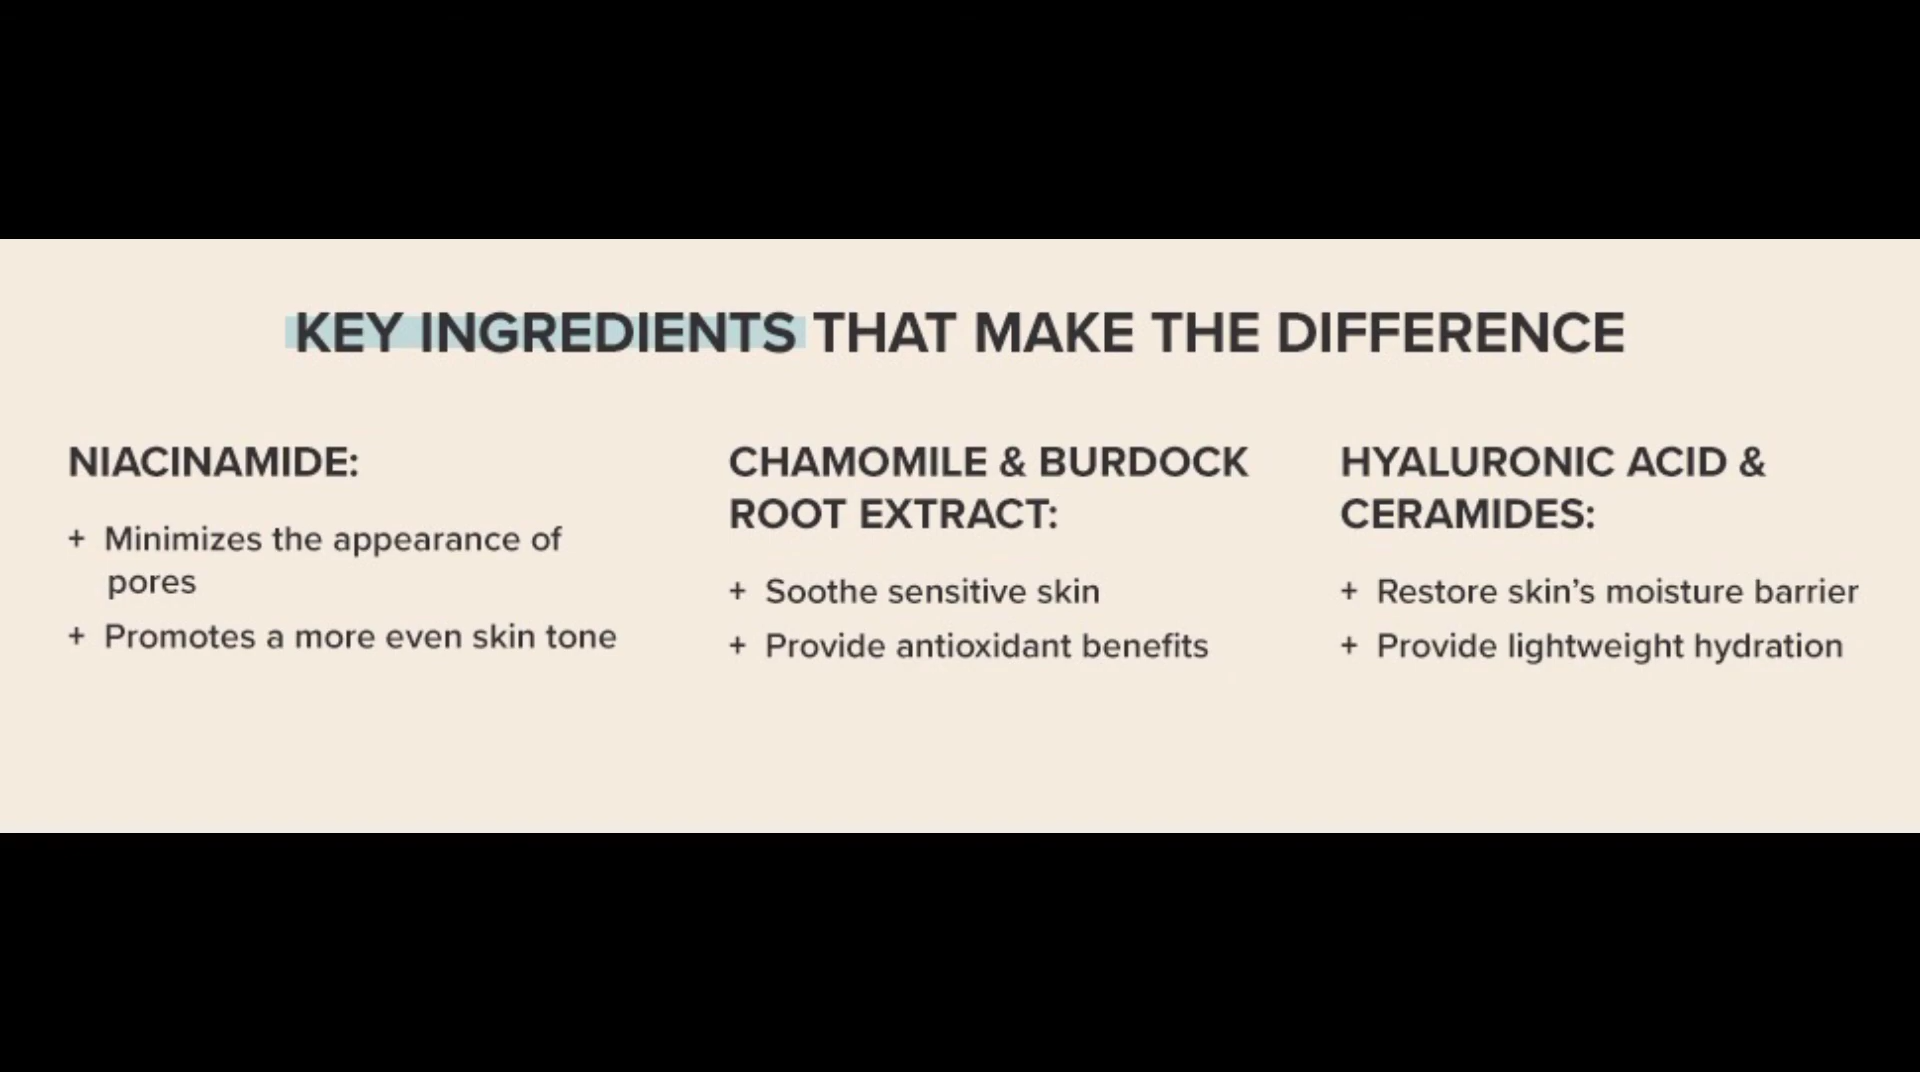 KEY INGREDIENTS THAT MAKE THE DIFFERENCE
NIACINAMIDE:
+ Minimizes the appearance of
pores
+ Promotes a more even skin tone
CHAMOMILE & BURDOCK
ROOT EXTRACT:
+ Soothe sensitive skin
+ Provide antioxidant benefits
HYALURONIC ACID &
CERAMIDES:
+ Restore skin’s moisture barrier
+ Provide lightweight hydration